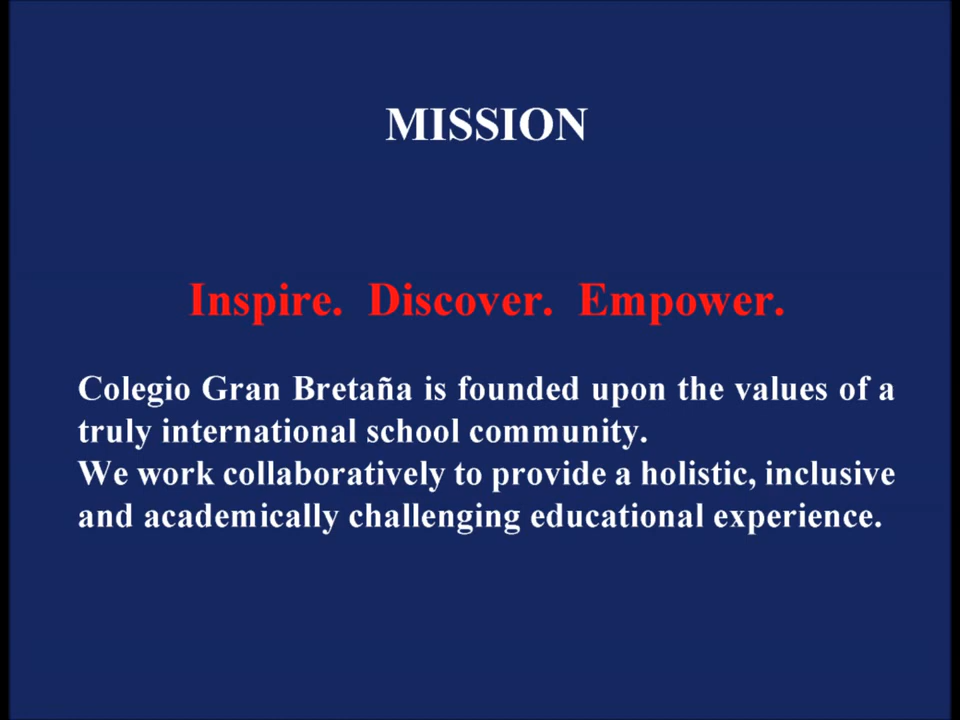 MISSION
Inspire. Discover. Empower.
Colegio Gran Bretaña is founded upon the values of a
truly international school community.
We work collaboratively to provide a holistic, inclusive
and academically challenging educational experience.